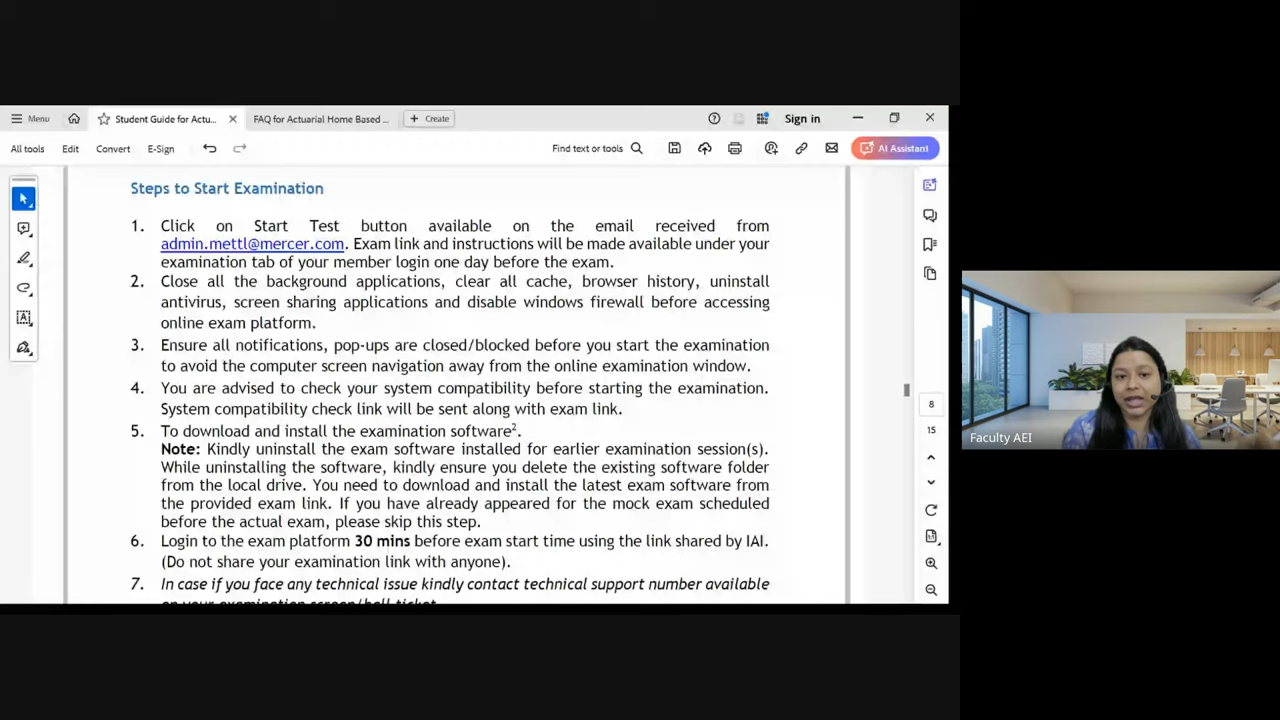 Menu
Student Guide for Actu...
FAQ for Actuarial Home Based ...
Create
Sign in
All tools
Edit
Convert
E-Sign
Find text or tools
AI Assistant
Steps to Start Examination
1. Click on Start Test button available on the email received from
admin.mettl@mercer.com. Exam link and instructions will be made available under your
examination tab of your member login one day before the exam.
2. Close all the background applications, clear all cache, browser history, uninstall
antivirus, screen sharing applications and disable windows firewall before accessing
online exam platform.
3. Ensure all notifications, pop-ups are closed/blocked before you start the examination
to avoid the computer screen navigation away from the online examination window.
4. You are advised to check your system compatibility before starting the examination.
System compatibility check link will be sent along with exam link.
5. To download and install the examination software².
Note: Kindly uninstall the exam software installed for earlier examination session(s).
While uninstalling the software, kindly ensure you delete the existing software folder
from the local drive. You need to download and install the latest exam software from
the provided exam link. If you have already appeared for the mock exam scheduled
before the actual exam, please skip this step.
6. Login to the exam platform 30 mins before exam start time using the link shared by IAI.
(Do not share your examination link with anyone).
7. In case if you face any technical issue kindly contact technical support number available
on your examination screen/hall ticket
8
15
Faculty AEI